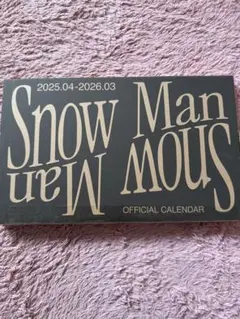 2025.04-2026.03
Snow Man
Snow Man
OFFICIAL CALENDAR